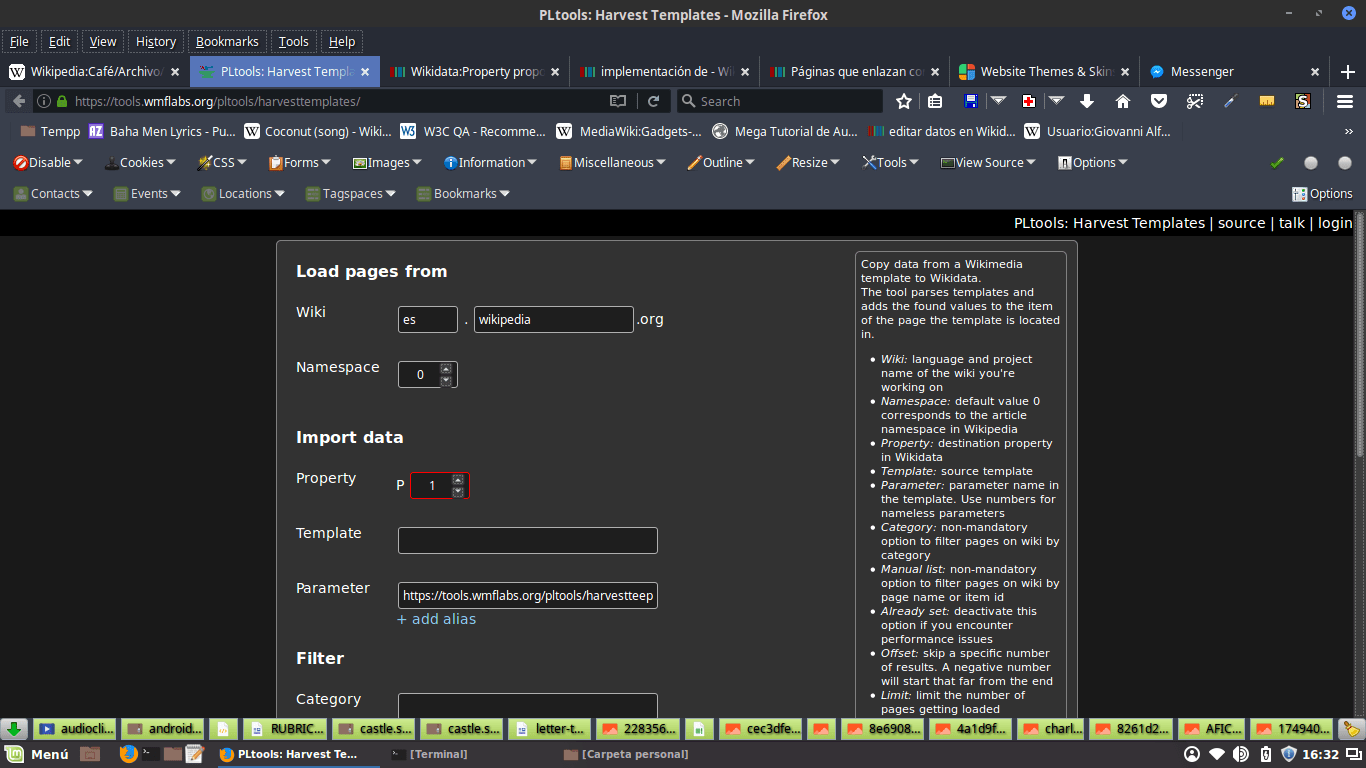 PLtools: Harvest Templates - Mozilla Firefox
File Edit View History Bookmarks Tools Help
Wikipedia:Café/Archivo/ PLtools: Harvest Templa Wikidata:Property propo implementación de - Wi Páginas que enlazan co Website Themes & Skin Messenger
https://tools.wmflabs.org/pltools/harvesttemplates/ Search
Tempp Baha Men Lyrics - Pu... Coconut (song) - Wiki... W3C QA - Recomme... MediaWiki:Gadgets-... Mega Tutorial de Au... editar datos en Wikid... Usuario:Giovanni Alf...
Disable Cookies CSS Forms Images Information Miscellaneous Outline Resize Tools View Source Options
Contacts Events Locations Tagspaces Bookmarks Options
PLtools: Harvest Templates | source | talk | login
Load pages from
Wiki es . wikipedia .org
Namespace 0
Import data
Property P 1
Template
Parameter https://tools.wmflabs.org/pltools/harvestteep
+ add alias
Filter
Category
Copy data from a Wikimedia
template to Wikidata.
The tool parses templates and
adds the found values to the item
of the page the template is located
in.
Wiki: language and project
name of the wiki you're
working on
Namespace: default value 0
corresponds to the article
namespace in Wikipedia
Property: destination property
in Wikidata
Template: source template
Parameter: parameter name in
the template. Use numbers for
nameless parameters
Category: non-mandatory
option to filter pages on wiki by
category
Manual list: non-mandatory
option to filter pages on wiki by
page name or item id
Already set: deactivate this
option if you encounter
performance issues
Offset: skip a specific number
of results. A negative number
will start that far from the end
Limit: limit the number of
pages getting loaded
audiocli... android... RUBRIC... castle.s... castle.s... letter-t... 228356... cec3dfe... 8e6908... 4a1d9f... charl... 8261d2... AFIC... 174940...
Menú PLtools: Harvest Te... [Terminal] [Carpeta personal] 16:32